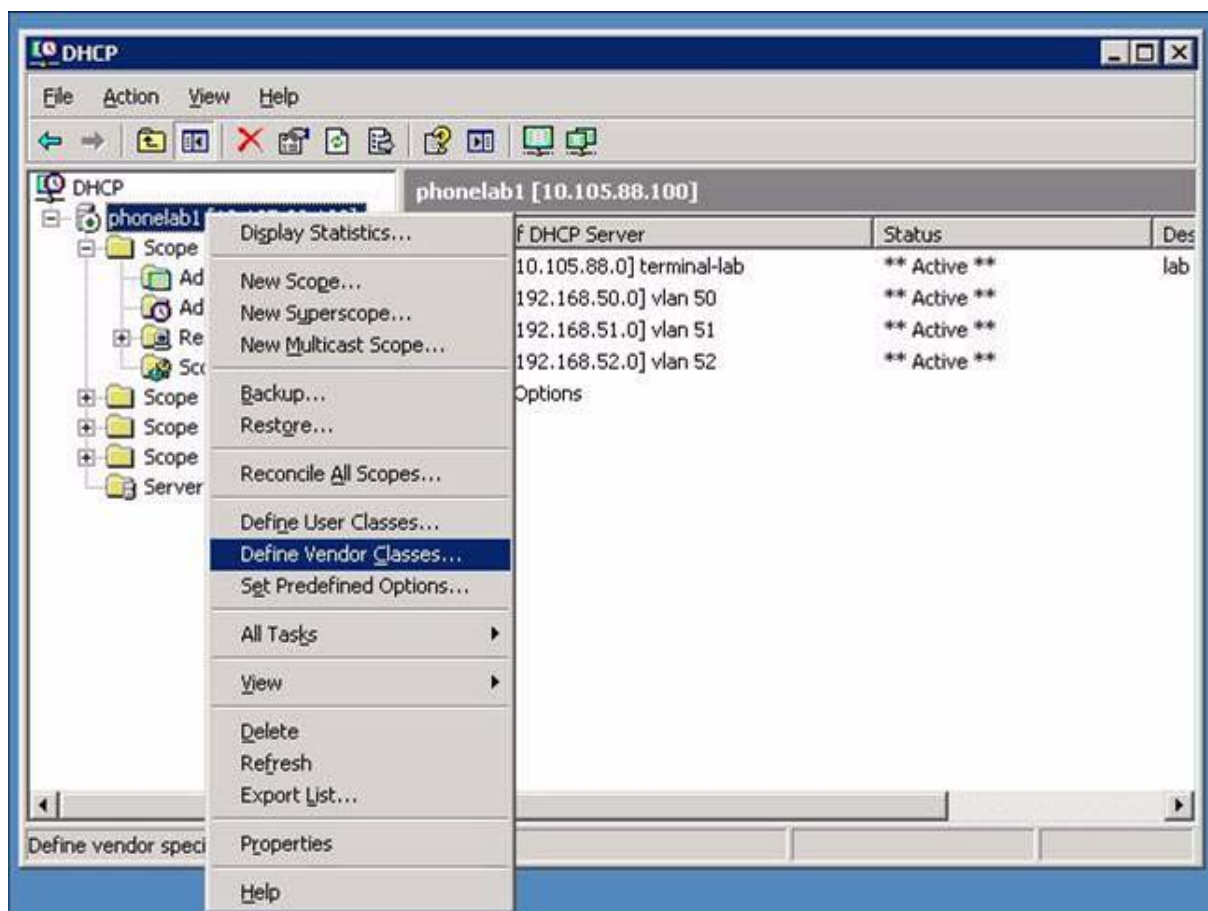 DHCP
File Action View Help
DHCP
phonelab1 [10.105.88.100]
phonelab1
Scope
Ad
Ad
Re
Sco
Scope
Scope
Scope
Server
Display Statistics...
New Scope...
New Superscope...
New Multicast Scope...
Backup...
Restore...
Reconcile All Scopes...
Define User Classes...
Define Vendor Classes...
Set Predefined Options...
All Tasks
View
Delete
Refresh
Export List...
Properties
Help
f DHCP Server Status Des
10.105.88.0] terminal-lab ** Active ** lab
192.168.50.0] vlan 50 ** Active **
192.168.51.0] vlan 51 ** Active **
192.168.52.0] vlan 52 ** Active **
Options
Define vendor speci